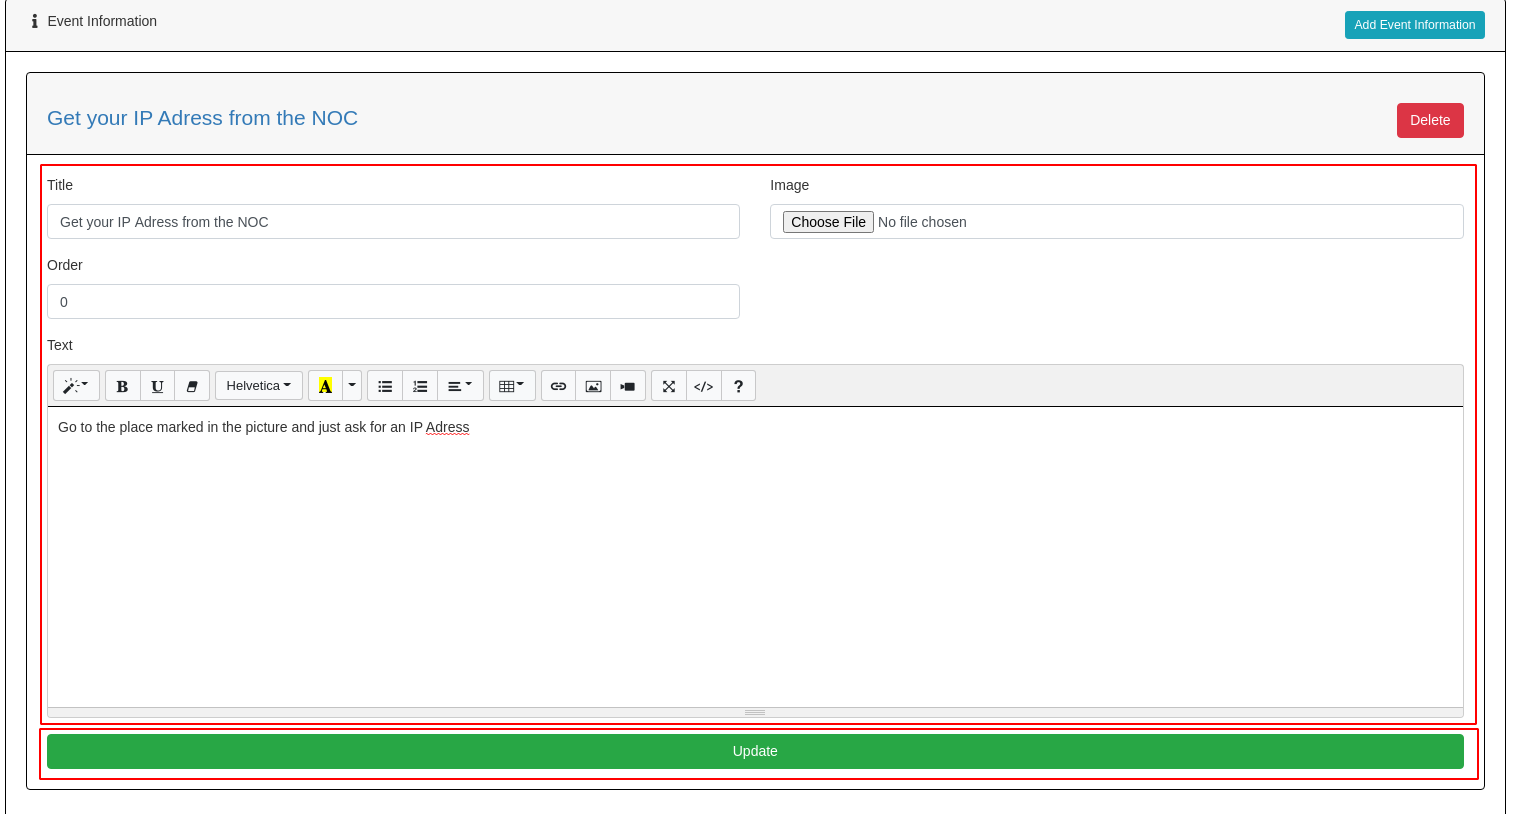 Event Information
Add Event Information
Get your IP Adress from the NOC
Delete
Title
Image
Get your IP Adress from the NOC
Choose File No file chosen
Order
0
Text
B U Helvetica A </> ?
Go to the place marked in the picture and just ask for an IP Adress
Update